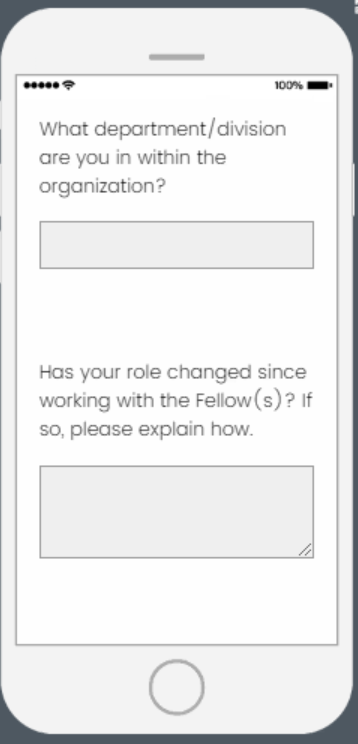 100%
What department/division
are you in within the
organization?
Has your role changed since
working with the Fellow(s)? If
so, please explain how.